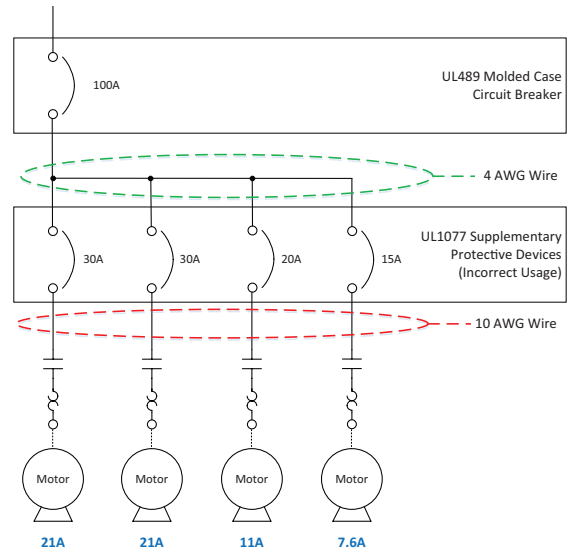 100A
UL489 Molded Case
Circuit Breaker
4 AWG Wire
30A
30A
20A
15A
UL1077 Supplementary
Protective Devices
(Incorrect Usage)
10 AWG Wire
Motor
Motor
Motor
Motor
21A
21A
11A
7.6A